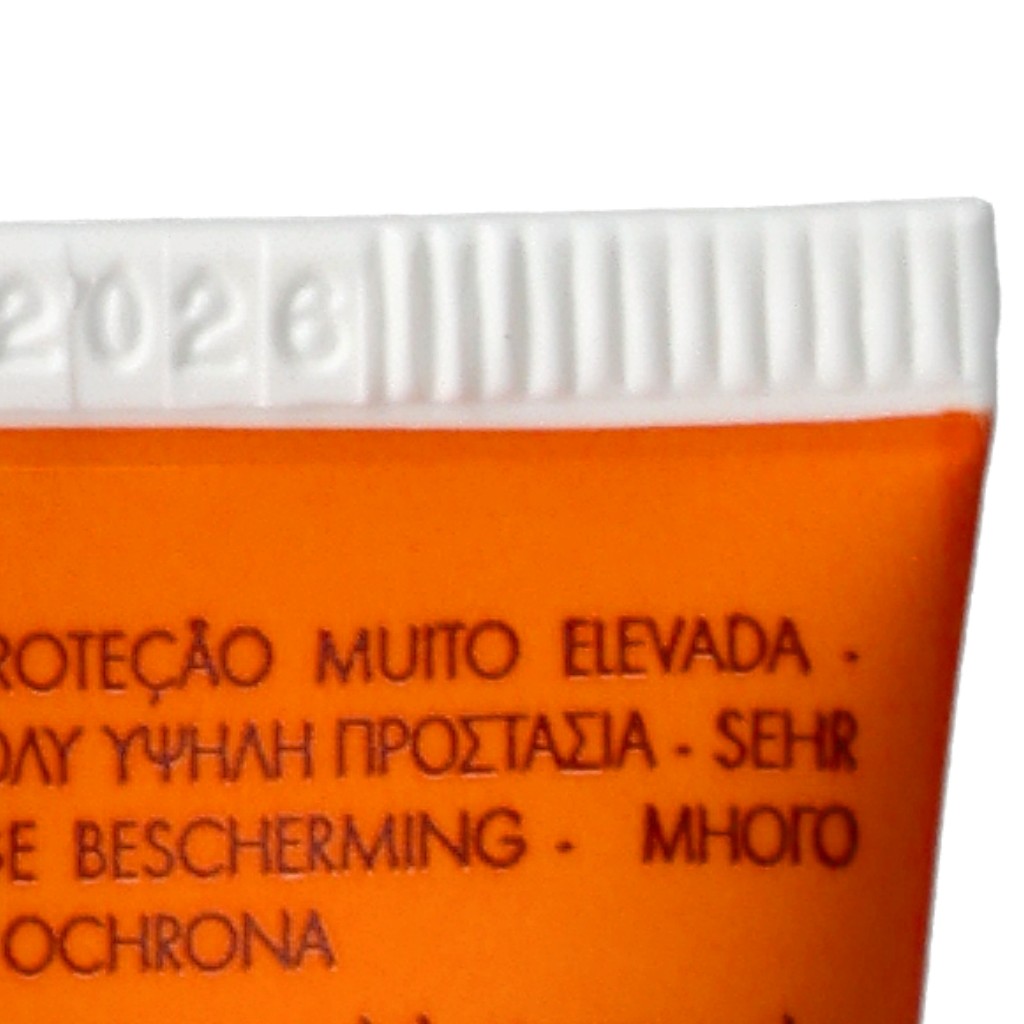 2026
ROTEÇÃO MUITO ELEVADA -
ΟΛΥ ΥΨΗΛΗ ΠΡΟΣΤΑΣΙΑ - SEHR
E BESCHERMING - МНОГО
OCHRONA